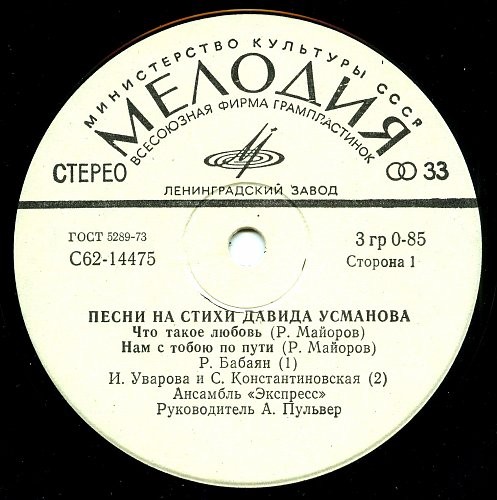 МИНИСТЕРСТВО КУЛЬТУРЫ СССР
МЕЛОДИЯ
ВСЕСОЮЗНАЯ ФИРМА ГРАМПЛАСТИНОК
СТЕРЕО 33
ЛЕНИНГРАДСКИЙ ЗАВОД
ГОСТ 5289-73 3 гр 0-85
С62-14475 Сторона 1
ПЕСНИ НА СТИХИ ДАВИДА УСМАНОВА
Что такое любовь (Р. Майоров)
Нам с тобою по пути (Р. Майоров)
Р. Бабаян (1)
И. Уварова и С. Константиновская (2)
Ансамбль «Экспресс»
Руководитель А. Пульвер